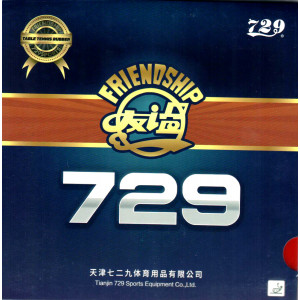 TABLE TENNIS RUBBER
729
FRIENDSHIP
友谊
729
天津七二九体育用品有限公司
Tianjin 729 Sports Equipment Co.,Ltd.